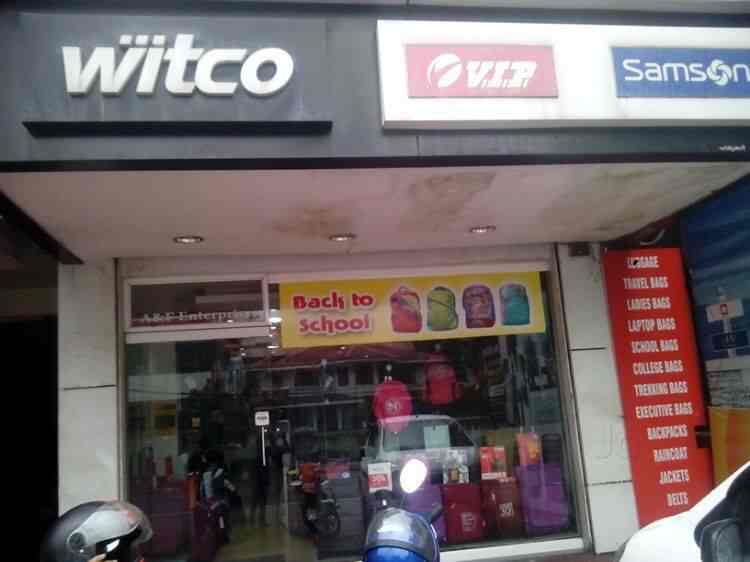 witco
V.I.P.
SAMSON
A&F Enterprises
Back to
School
LUGGAGE
TRAVEL BAGS
LADIES BAGS
LAPTOP BAGS
SCHOOL BAGS
COLLEGE BAGS
TREKKING BAGS
EXECUTIVE BAGS
BACKPACKS
RAINCOAT
JACKETS
BELTS